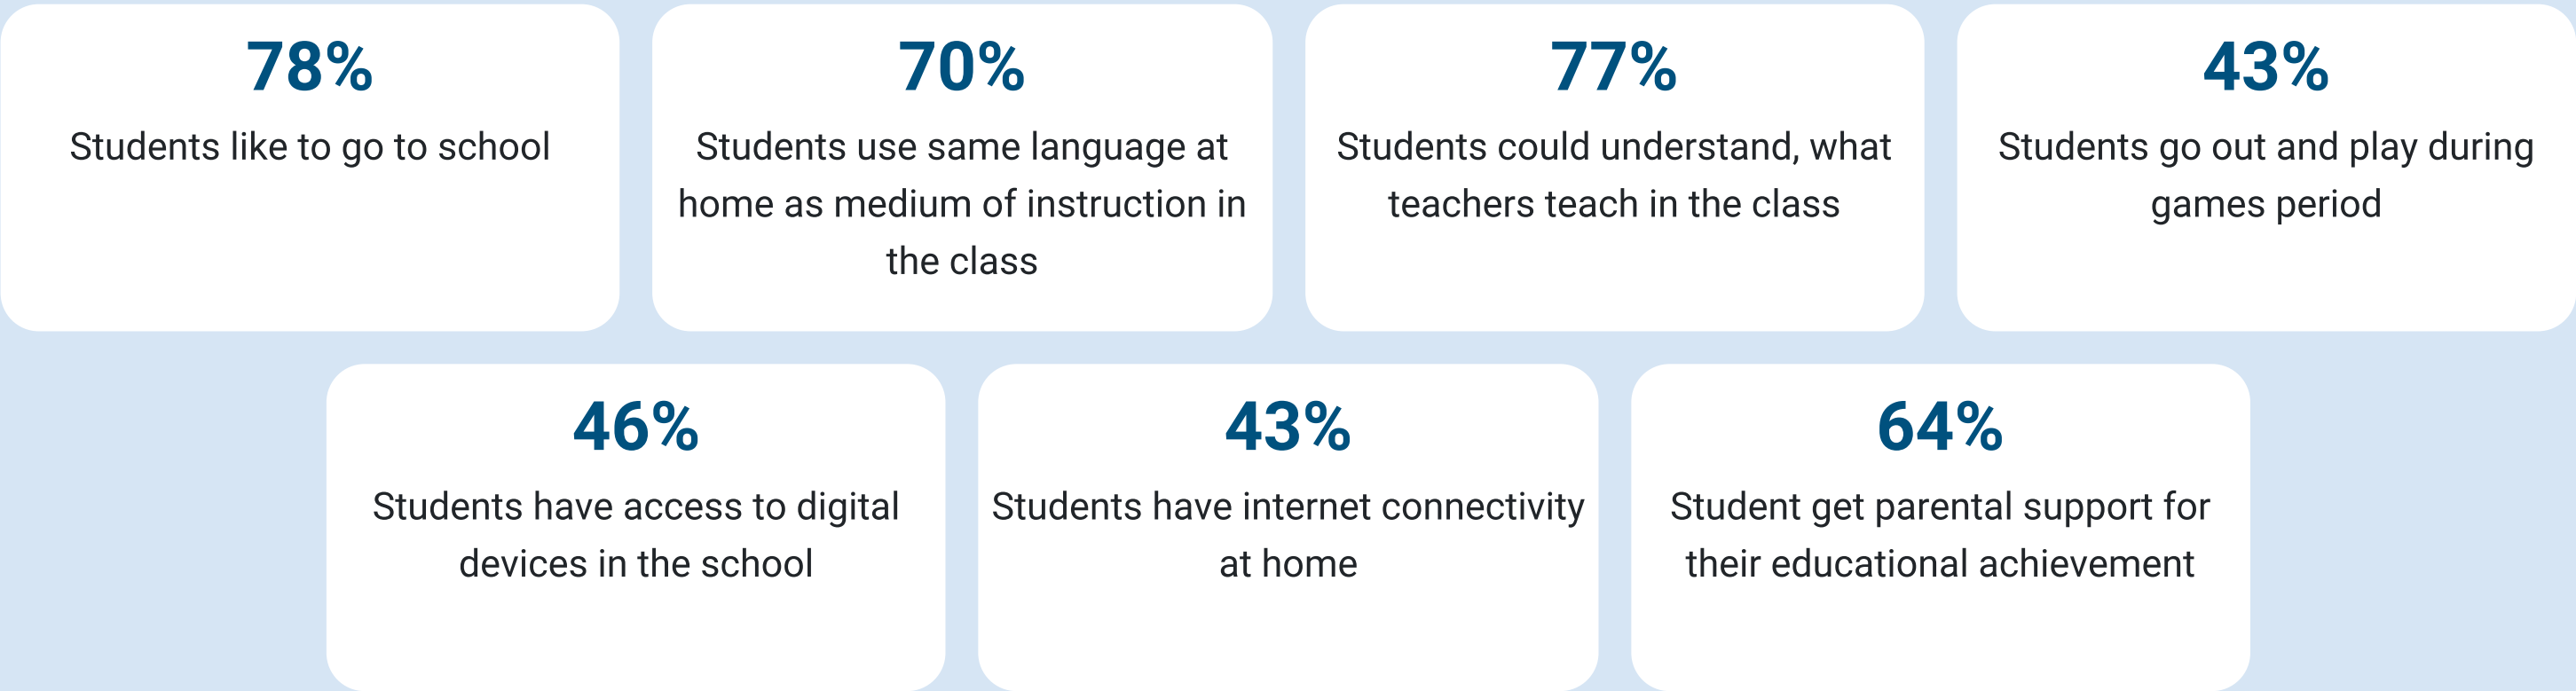 78%
Students like to go to school
70%
Students use same language at
home as medium of instruction in
the class
77%
Students could understand, what
teachers teach in the class
43%
Students go out and play during
games period
46%
Students have access to digital
devices in the school
43%
Students have internet connectivity
at home
64%
Student get parental support for
their educational achievement